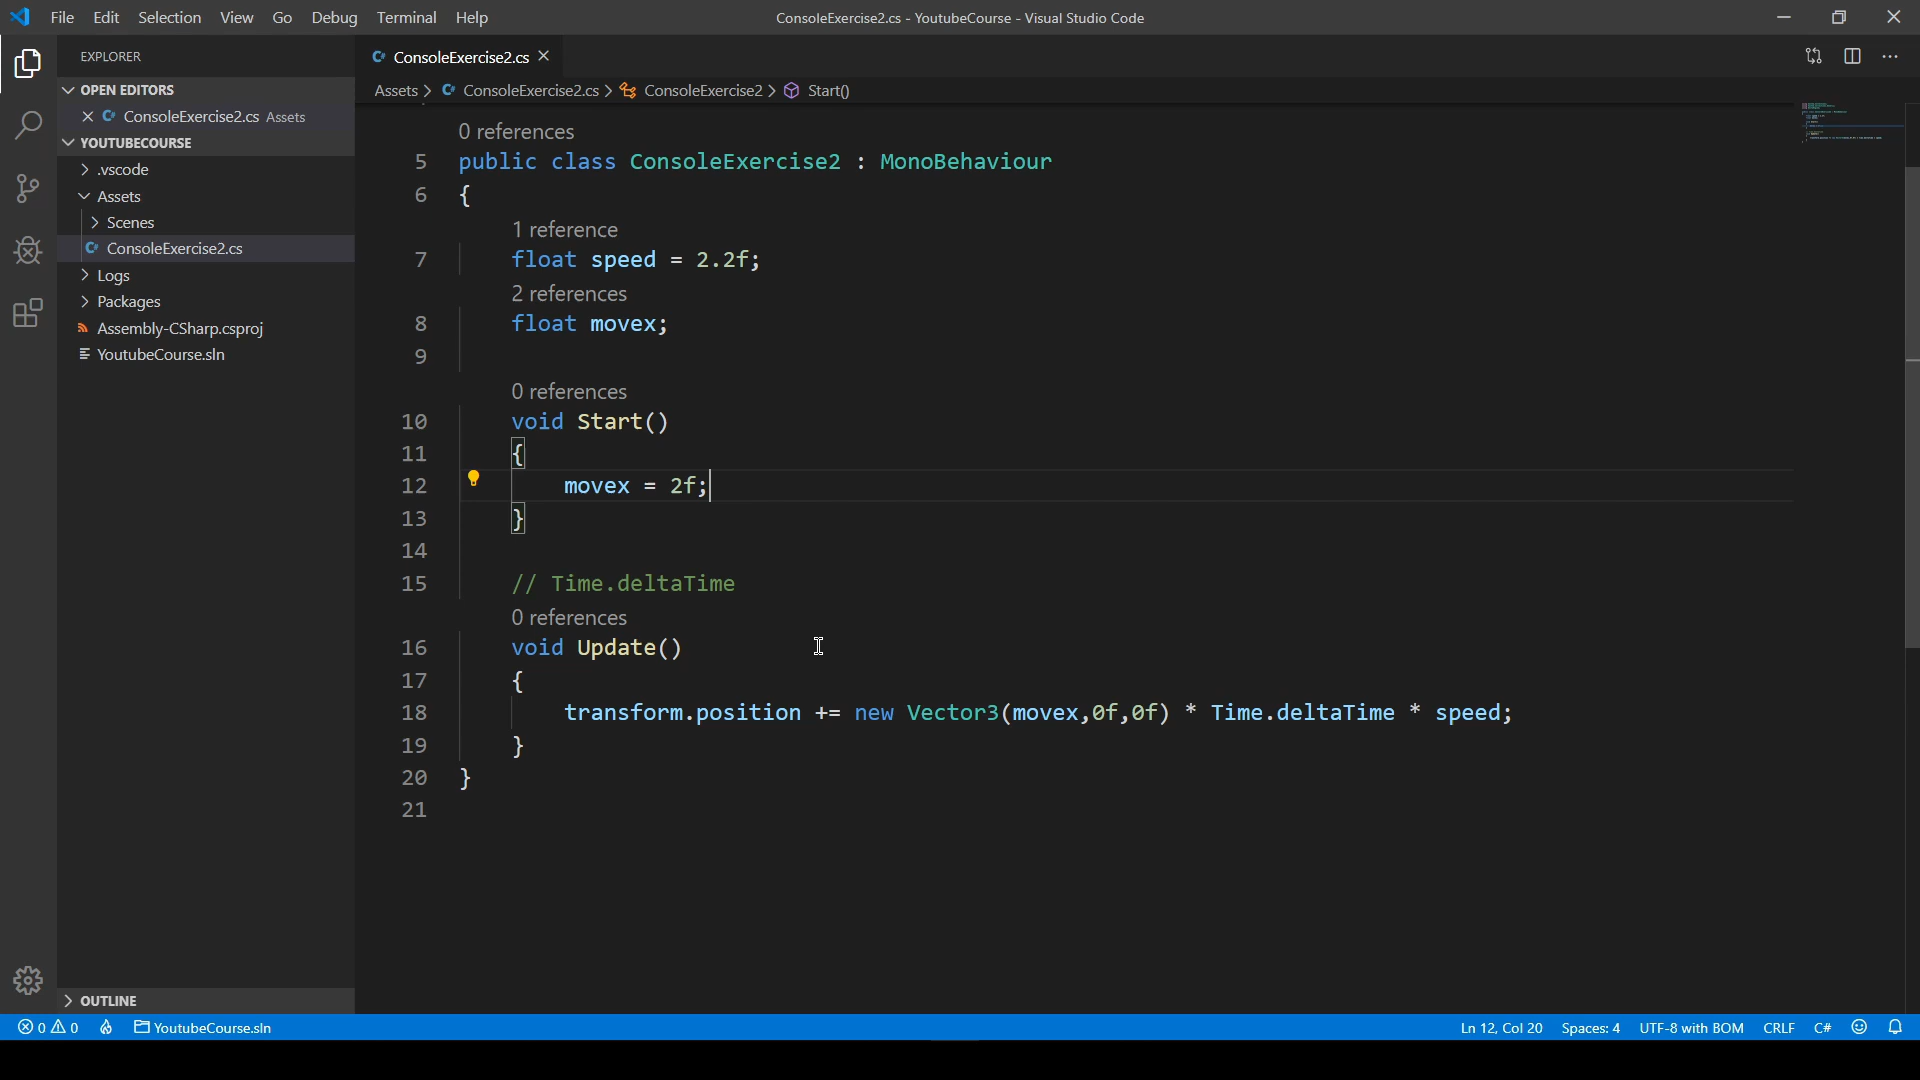 File Edit Selection View Go Debug Terminal Help
ConsoleExercise2.cs - YoutubeCourse - Visual Studio Code
EXPLORER
OPEN EDITORS
ConsoleExercise2.cs Assets
YOUTUBECOURSE
.vscode
Assets
Scenes
ConsoleExercise2.cs
Logs
Packages
Assembly-CSharp.csproj
YoutubeCourse.sln
OUTLINE
ConsoleExercise2.cs
Assets > ConsoleExercise2.cs > ConsoleExercise2 > Start()
0 references
5 public class ConsoleExercise2 : MonoBehaviour
6 {
1 reference
7 float speed = 2.2f;
2 references
8 float movex;
9
0 references
10 void Start()
11 {
12 movex = 2f;
13 }
14
15 // Time.deltaTime
0 references
16 void Update()
17 {
18 transform.position += new Vector3(movex,0f,0f) * Time.deltaTime * speed;
19 }
20 }
21
0 0 YoutubeCourse.sln
Ln 12, Col 20 Spaces: 4 UTF-8 with BOM CRLF C#